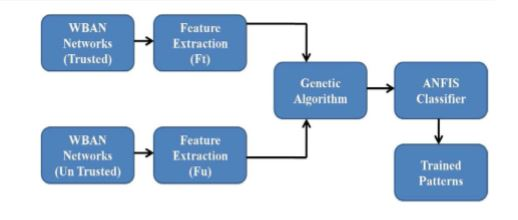 WBAN
Networks
(Trusted)
Feature
Extraction
(Ft)
Genetic
Algorithm
ANFIS
Classifier
WBAN
Networks
(Un Trusted)
Feature
Extraction
(Fu)
Trained
Patterns